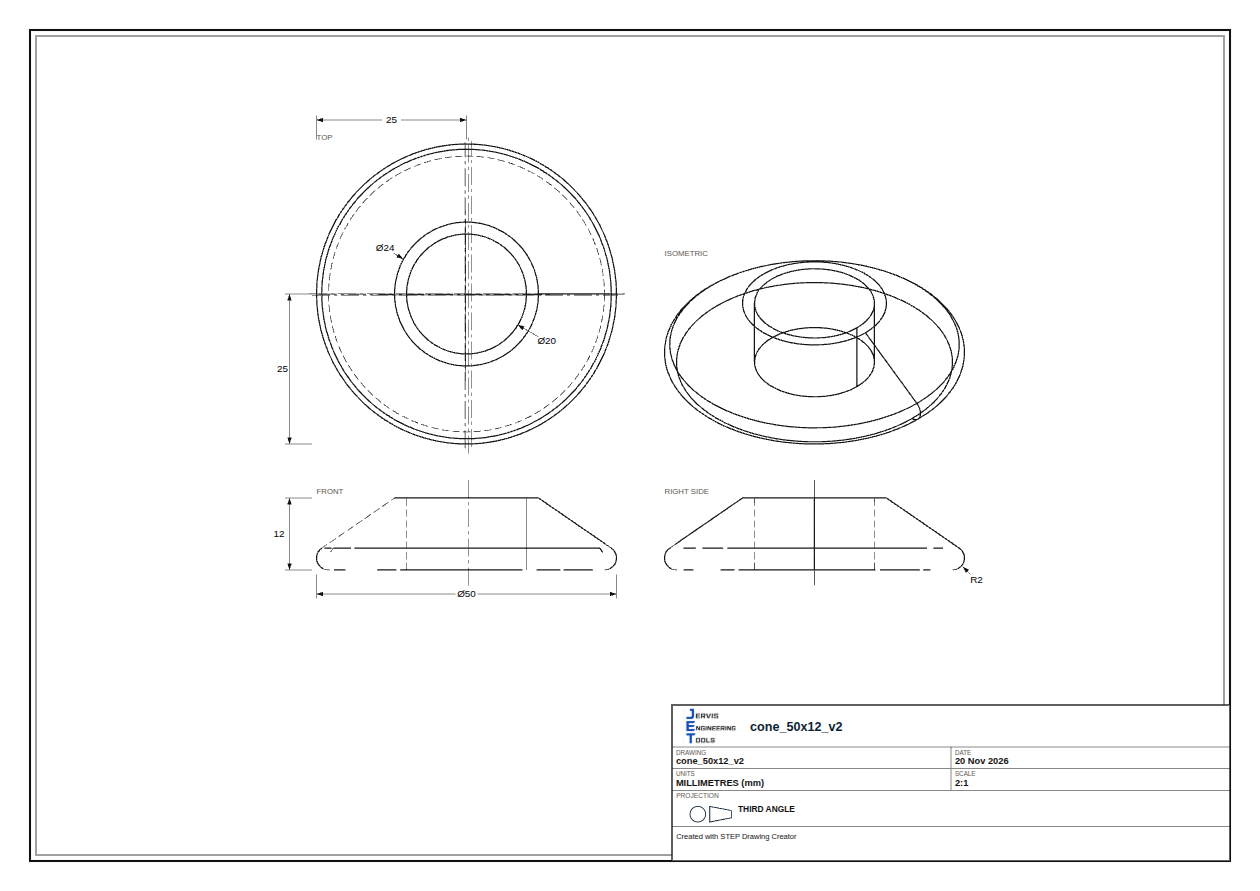 25
TOP
Ø24
Ø20
25
ISOMETRIC
FRONT
RIGHT SIDE
12
Ø50
R2
JERVIS
ENGINEERING
TOOLS
cone_50x12_v2
DRAWING
cone_50x12_v2
DATE
20 Nov 2026
UNITS
MILLIMETRES (mm)
SCALE
2:1
PROJECTION
THIRD ANGLE
Created with STEP Drawing Creator